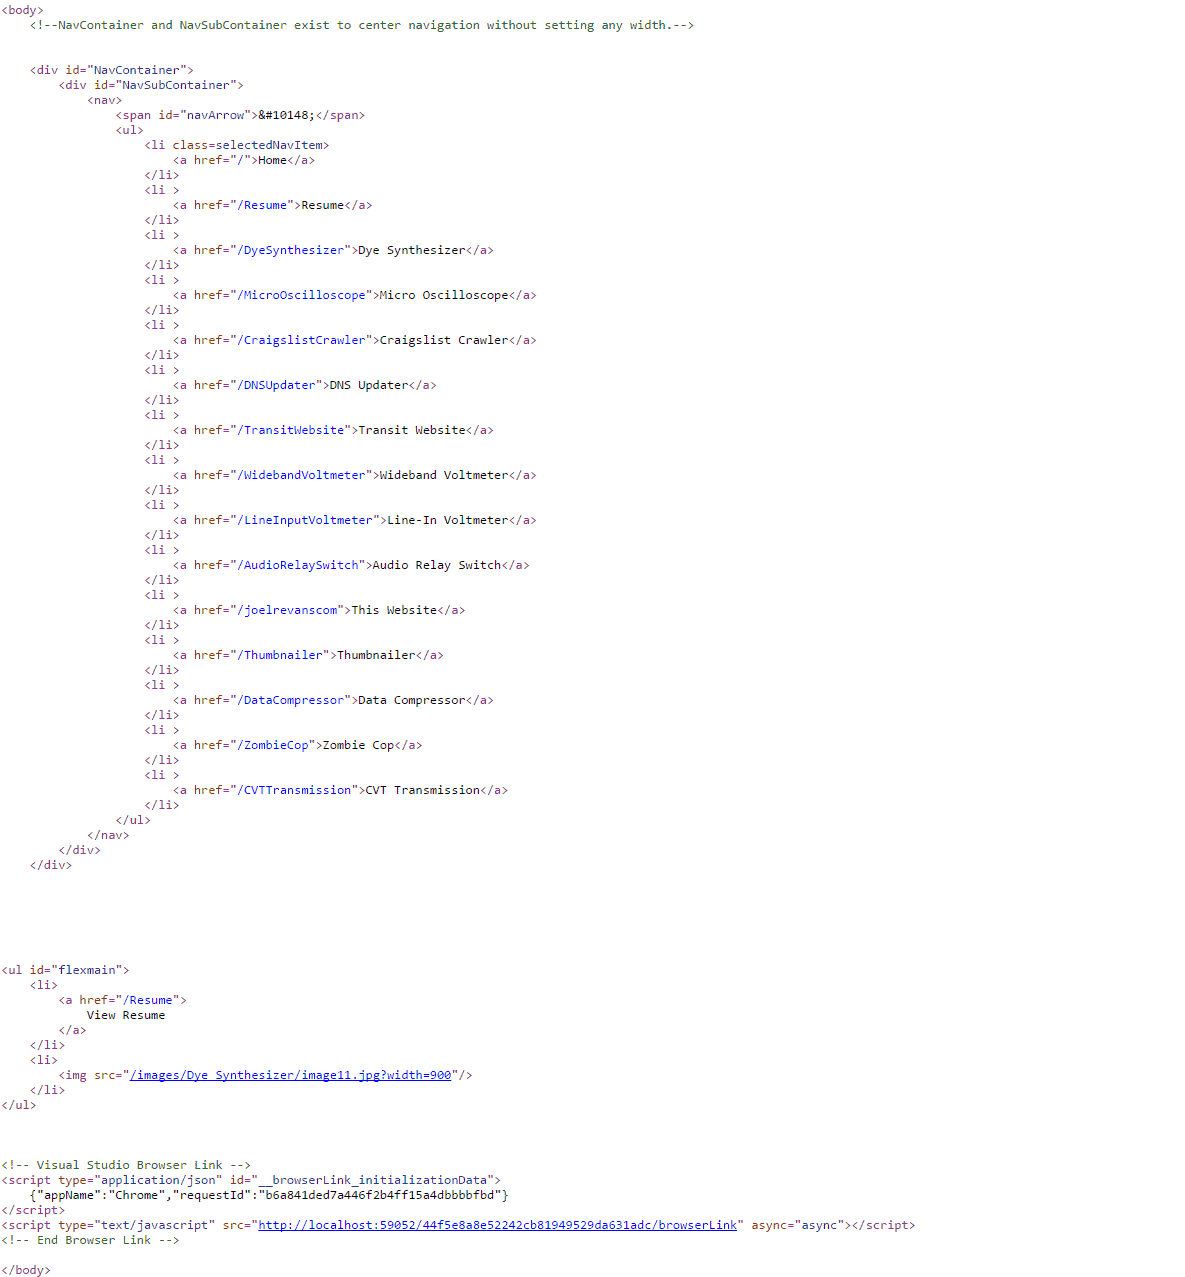 <body>
    <!--NavContainer and NavSubContainer exist to center navigation without setting any width.-->
    <div id="NavContainer">
        <div id="NavSubContainer">
            <nav>
                <span id="navArrow">&#10148;</span>
                <ul>
                    <li class=selectedNavItem>
                        <a href="/">Home</a>
                    </li>
                    <li >
                        <a href="/Resume">Resume</a>
                    </li>
                    <li >
                        <a href="/DyeSynthesizer">Dye Synthesizer</a>
                    </li>
                    <li >
                        <a href="/MicroOscilloscope">Micro Oscilloscope</a>
                    </li>
                    <li >
                        <a href="/CraigslistCrawler">Craigslist Crawler</a>
                    </li>
                    <li >
                        <a href="/DNSUpdater">DNS Updater</a>
                    </li>
                    <li >
                        <a href="/TransitWebsite">Transit Website</a>
                    </li>
                    <li >
                        <a href="/WidebandVoltmeter">Wideband Voltmeter</a>
                    </li>
                    <li >
                        <a href="/LineInputVoltmeter">Line-In Voltmeter</a>
                    </li>
                    <li >
                        <a href="/AudioRelaySwitch">Audio Relay Switch</a>
                    </li>
                    <li >
                        <a href="/joelrevanscom">This Website</a>
                    </li>
                    <li >
                        <a href="/Thumbnailer">Thumbnailer</a>
                    </li>
                    <li >
                        <a href="/DataCompressor">Data Compressor</a>
                    </li>
                    <li >
                        <a href="/ZombieCop">Zombie Cop</a>
                    </li>
                    <li >
                        <a href="/CVTTransmission">CVT Transmission</a>
                    </li>
                </ul>
            </nav>
        </div>
    </div>
<ul id="flexmain">
    <li>
        <a href="/Resume">
            View Resume
        </a>
    </li>
    <li>
        <img src="/images/Dye Synthesizer/image11.jpg?width=900"/>
    </li>
</ul>
<!-- Visual Studio Browser Link -->
<script type="application/json" id="__browserLink_initializationData">
    {"appName":"Chrome","requestId":"b6a841ded7a446f2b4ff15a4dbbbbfbd"}
</script>
<script type="text/javascript" src="http://localhost:59052/44f5e8a8e52242cb81949529da631adc/browserLink" async="async"></script>
<!-- End Browser Link -->
</body>